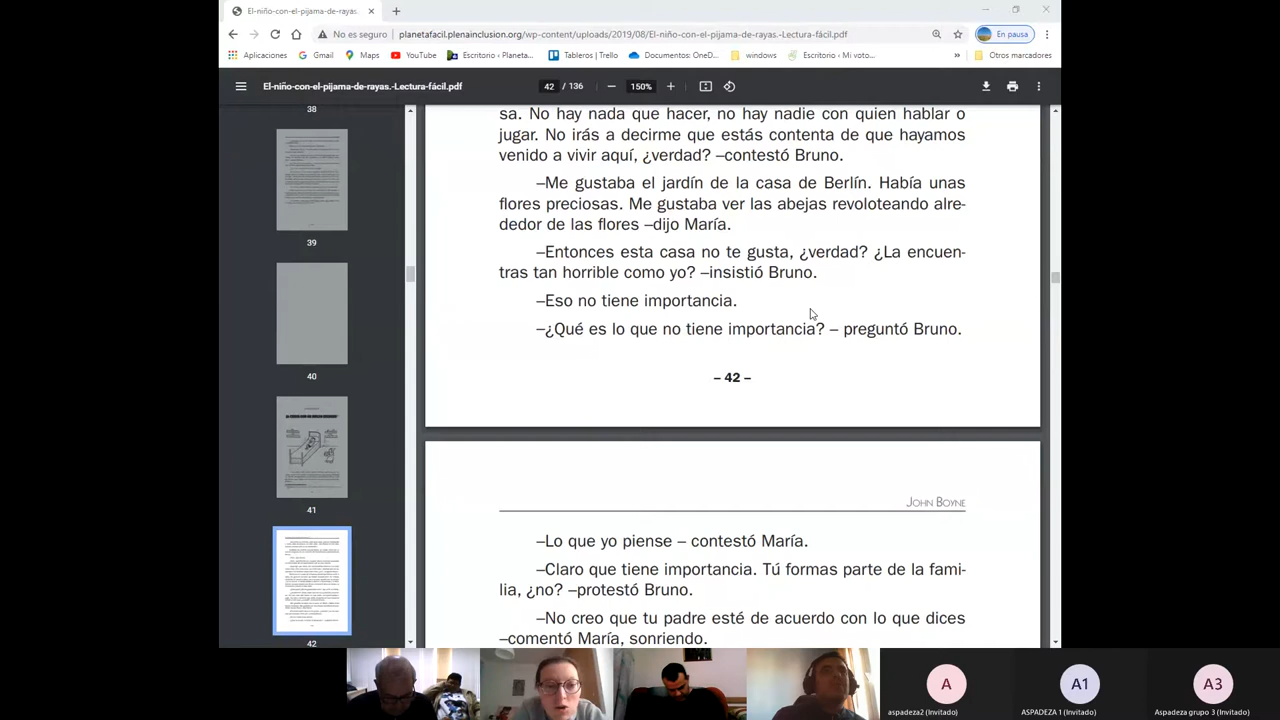 El-niño-con-el-pijama-de-rayas.-
No es seguro
planetafacil.plenainclusion.org/wp-content/uploads/2019/08/El-niño-con-el-pijama-de-rayas.-Lectura-fácil.pdf
En pausa
Aplicaciones
Gmail
Maps
YouTube
Escritorio – Planeta...
Tableros | Trello
Documentos: OneD...
windows
Escritorio | Mi voto...
»
Otros marcadores
El-niño-con-el-pijama-de-rayas.-Lectura-fácil.pdf
42 / 136
150%
38
39
40
41
42
sa. No hay nada que hacer, no hay nadie con quien hablar o
jugar. No irás a decirme que estás contenta de que hayamos
venido a vivir aquí, ¿verdad? –contestó Bruno.
–Me gustaba el jardín de la casa de Berlín. Había unas
flores preciosas. Me gustaba ver las abejas revoloteando alre-
dedor de las flores –dijo María.
–Entonces esta casa no te gusta, ¿verdad? ¿La encuen-
tras tan horrible como yo? –insistió Bruno.
–Eso no tiene importancia.
–¿Qué es lo que no tiene importancia? – preguntó Bruno.
– 42 –
John Boyne
–Lo que yo piense – contestó María.
–Claro que tiene importancia. Tú formas parte de la fami-
lia, ¿no? –protestó Bruno.
–No creo que tu padre esté de acuerdo con lo que dices
–comentó María, sonriendo.
A
A1
A3
aspadeza2 (Invitado)
ASPADEZA 1 (Invitado)
Aspadeza grupo 3 (Invitado)